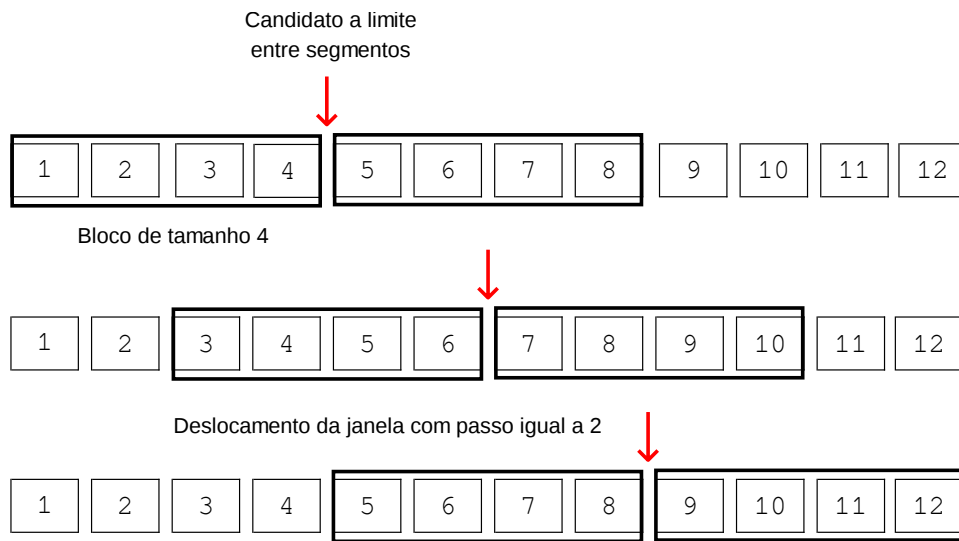 Candidato a limite
entre segmentos
1 2 3 4 5 6 7 8 9 10 11 12
Bloco de tamanho 4
1 2 3 4 5 6 7 8 9 10 11 12
Deslocamento da janela com passo igual a 2
1 2 3 4 5 6 7 8 9 10 11 12